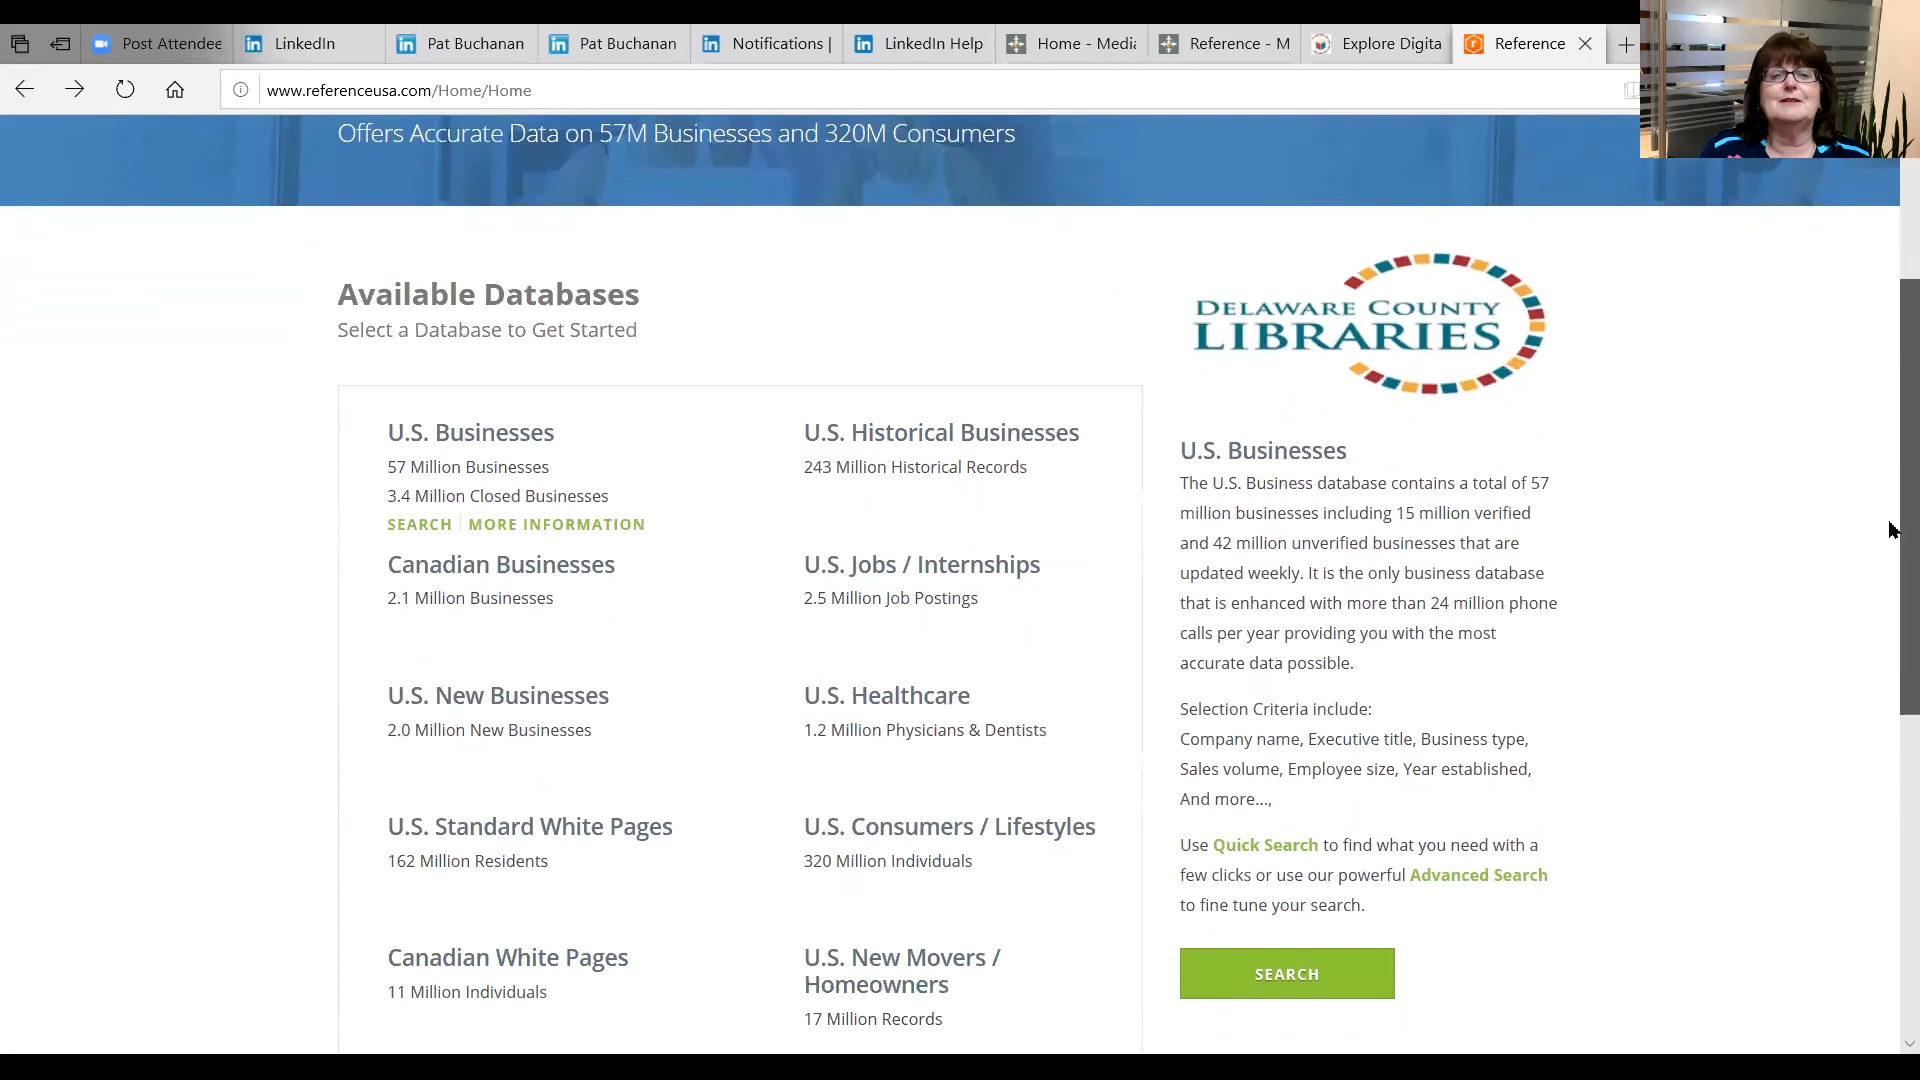 Post Attendee
LinkedIn
Pat Buchanan
Pat Buchanan
Notifications |
LinkedIn Help
Home - Media
Reference - M
Explore Digita
Reference
www.referenceusa.com/Home/Home
Offers Accurate Data on 57M Businesses and 320M Consumers
Available Databases
Select a Database to Get Started
U.S. Businesses
57 Million Businesses
3.4 Million Closed Businesses
SEARCH | MORE INFORMATION
U.S. Historical Businesses
243 Million Historical Records
Canadian Businesses
2.1 Million Businesses
U.S. Jobs / Internships
2.5 Million Job Postings
U.S. New Businesses
2.0 Million New Businesses
U.S. Healthcare
1.2 Million Physicians & Dentists
U.S. Standard White Pages
162 Million Residents
U.S. Consumers / Lifestyles
320 Million Individuals
Canadian White Pages
11 Million Individuals
U.S. New Movers /
Homeowners
17 Million Records
DELAWARE COUNTY
LIBRARIES
U.S. Businesses
The U.S. Business database contains a total of 57
million businesses including 15 million verified
and 42 million unverified businesses that are
updated weekly. It is the only business database
that is enhanced with more than 24 million phone
calls per year providing you with the most
accurate data possible.
Selection Criteria include:
Company name, Executive title, Business type,
Sales volume, Employee size, Year established,
And more...,
Use Quick Search to find what you need with a
few clicks or use our powerful Advanced Search
to fine tune your search.
SEARCH